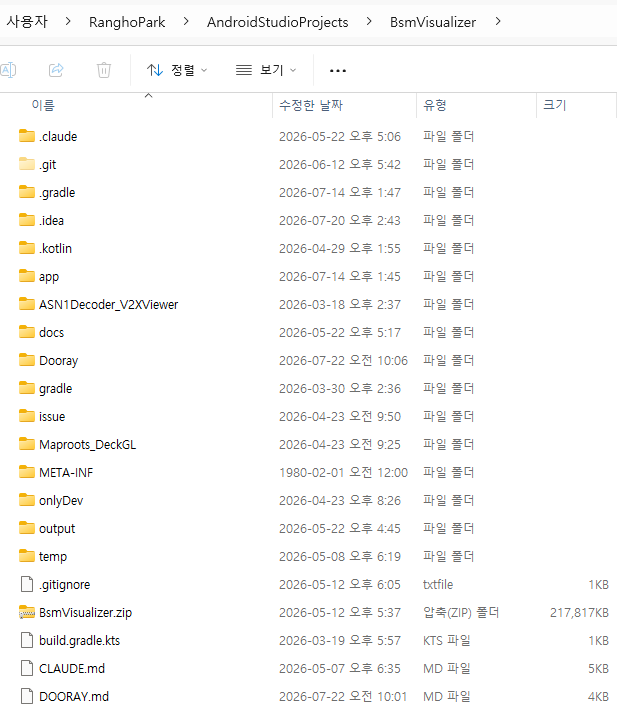 사용자 > RanghoPark > AndroidStudioProjects > BsmVisualizer >
정렬 보기 ...
이름 수정한 날짜 유형 크기
.claude 2026-05-22 오후 5:06 파일 폴더
.git 2026-06-12 오후 5:42 파일 폴더
.gradle 2026-07-14 오후 1:47 파일 폴더
.idea 2026-07-20 오후 2:43 파일 폴더
.kotlin 2026-04-29 오후 1:55 파일 폴더
app 2026-07-14 오후 1:45 파일 폴더
ASN1Decoder_V2XViewer 2026-03-18 오후 2:37 파일 폴더
docs 2026-05-22 오후 5:17 파일 폴더
Dooray 2026-07-22 오전 10:06 파일 폴더
gradle 2026-03-30 오후 2:36 파일 폴더
issue 2026-04-23 오전 9:50 파일 폴더
Maproots_DeckGL 2026-04-23 오전 9:25 파일 폴더
META-INF 1980-02-01 오전 12:00 파일 폴더
onlyDev 2026-04-23 오후 8:26 파일 폴더
output 2026-05-22 오후 4:45 파일 폴더
temp 2026-05-08 오후 6:19 파일 폴더
.gitignore 2026-05-12 오후 6:05 txtfile 1KB
BsmVisualizer.zip 2026-05-12 오후 5:37 압축(ZIP) 폴더 217,817KB
build.gradle.kts 2026-03-19 오후 5:57 KTS 파일 1KB
CLAUDE.md 2026-05-07 오후 6:35 MD 파일 5KB
DOORAY.md 2026-07-22 오전 10:01 MD 파일 4KB